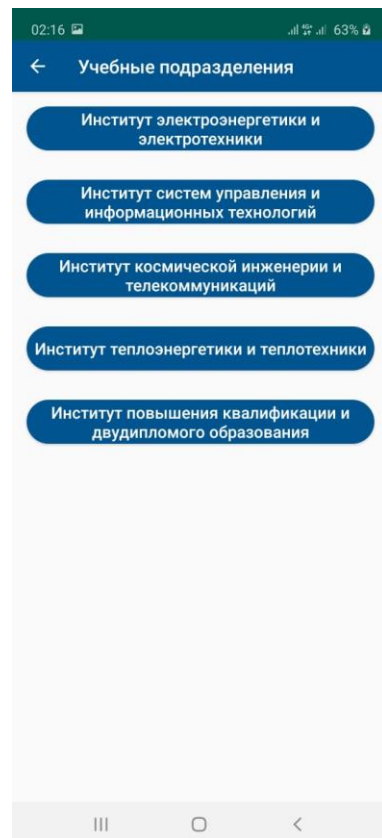 02:16 4G+ 63%
Учебные подразделения
Институт электроэнергетики и
электротехники
Институт систем управления и
информационных технологий
Институт космической инженерии и
телекоммуникаций
Институт теплоэнергетики и теплотехники
Институт повышения квалификации и
двудипломого образования